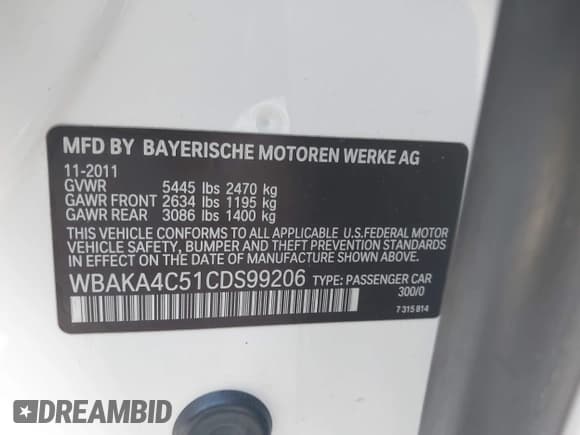 MFD BY BAYERISCHE MOTOREN WERKE AG
11-2011
GVWR 5445 lbs 2470 kg
GAWR FRONT 2634 lbs 1195 kg
GAWR REAR 3086 lbs 1400 kg
THIS VEHICLE CONFORMS TO ALL APPLICABLE U.S.FEDERAL MOTOR
VEHICLE SAFETY, BUMPER AND THEFT PREVENTION STANDARDS
IN EFFECT ON THE DATE OF MANUFACTURE SHOWN ABOVE.
WBAKA4C51CDS99206 TYPE: PASSENGER CAR
300/0
7 315 814
DREAMBID